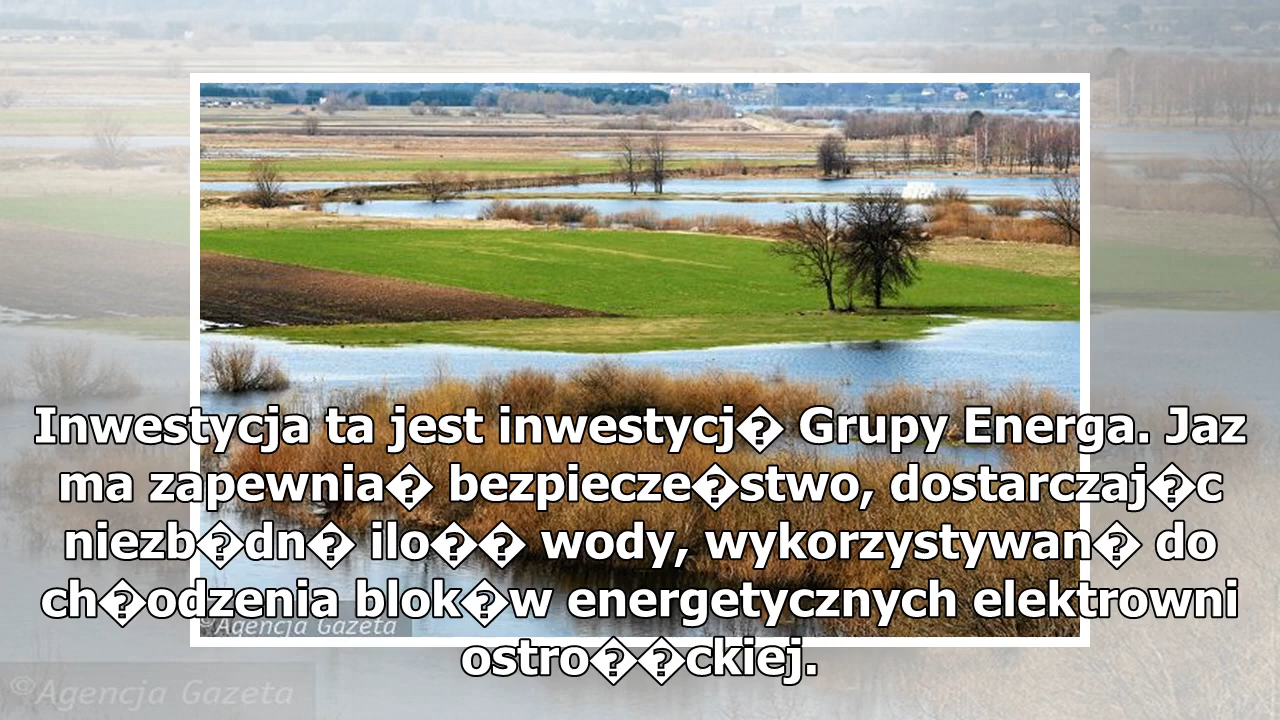 Inwestycja ta jest inwestycj� Grupy Energa. Jaz
ma zapewnia� bezpiecze�stwo, dostarczaj�c
niezb�dn� ilo�� wody, wykorzystywan� do
ch�odzenia blok�w energetycznych elektrowni
©Agencja Gazeta
ostro��ckiej.
©Agencja Gazeta